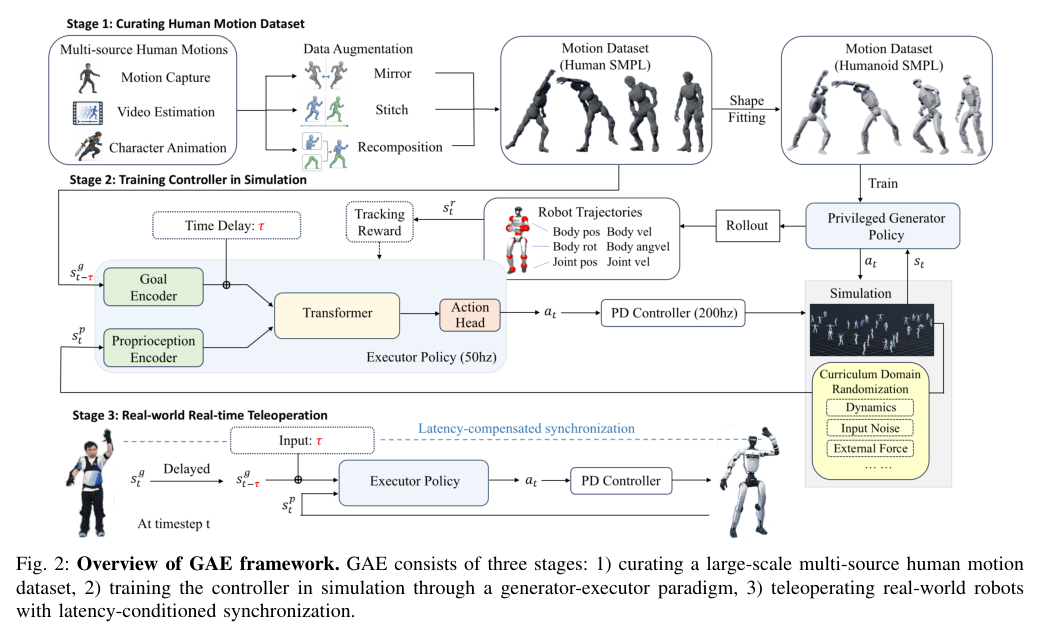 Stage 1: Curating Human Motion Dataset
Multi-source Human Motions
Motion Capture
Video Estimation
Character Animation
Data Augmentation
Mirror
Stitch
Recomposition
Motion Dataset
(Human SMPL)
Shape
Fitting
Motion Dataset
(Humanoid SMPL)
Stage 2: Training Controller in Simulation
Train
Time Delay: τ
Tracking
Reward
s_t^r
Robot Trajectories
Body pos Body vel
Body rot Body angvel
Joint pos Joint vel
Rollout
Privileged Generator
Policy
a_t
s_t
s_{t-τ}^g
Goal
Encoder
s_t^p
Proprioception
Encoder
Transformer
Action
Head
Executor Policy (50hz)
a_t
PD Controller (200hz)
Simulation
Curriculum Domain
Randomization
Dynamics
Input Noise
External Force
... ...
Stage 3: Real-world Real-time Teleoperation
Input: τ
Latency-compensated synchronization
s_t^g
Delayed
s_{t-τ}^g
s_t^p
Executor Policy
a_t
PD Controller
At timestep t
Fig. 2: Overview of GAE framework. GAE consists of three stages: 1) curating a large-scale multi-source human motion
dataset, 2) training the controller in simulation through a generator-executor paradigm, 3) teleoperating real-world robots
with latency-conditioned synchronization.